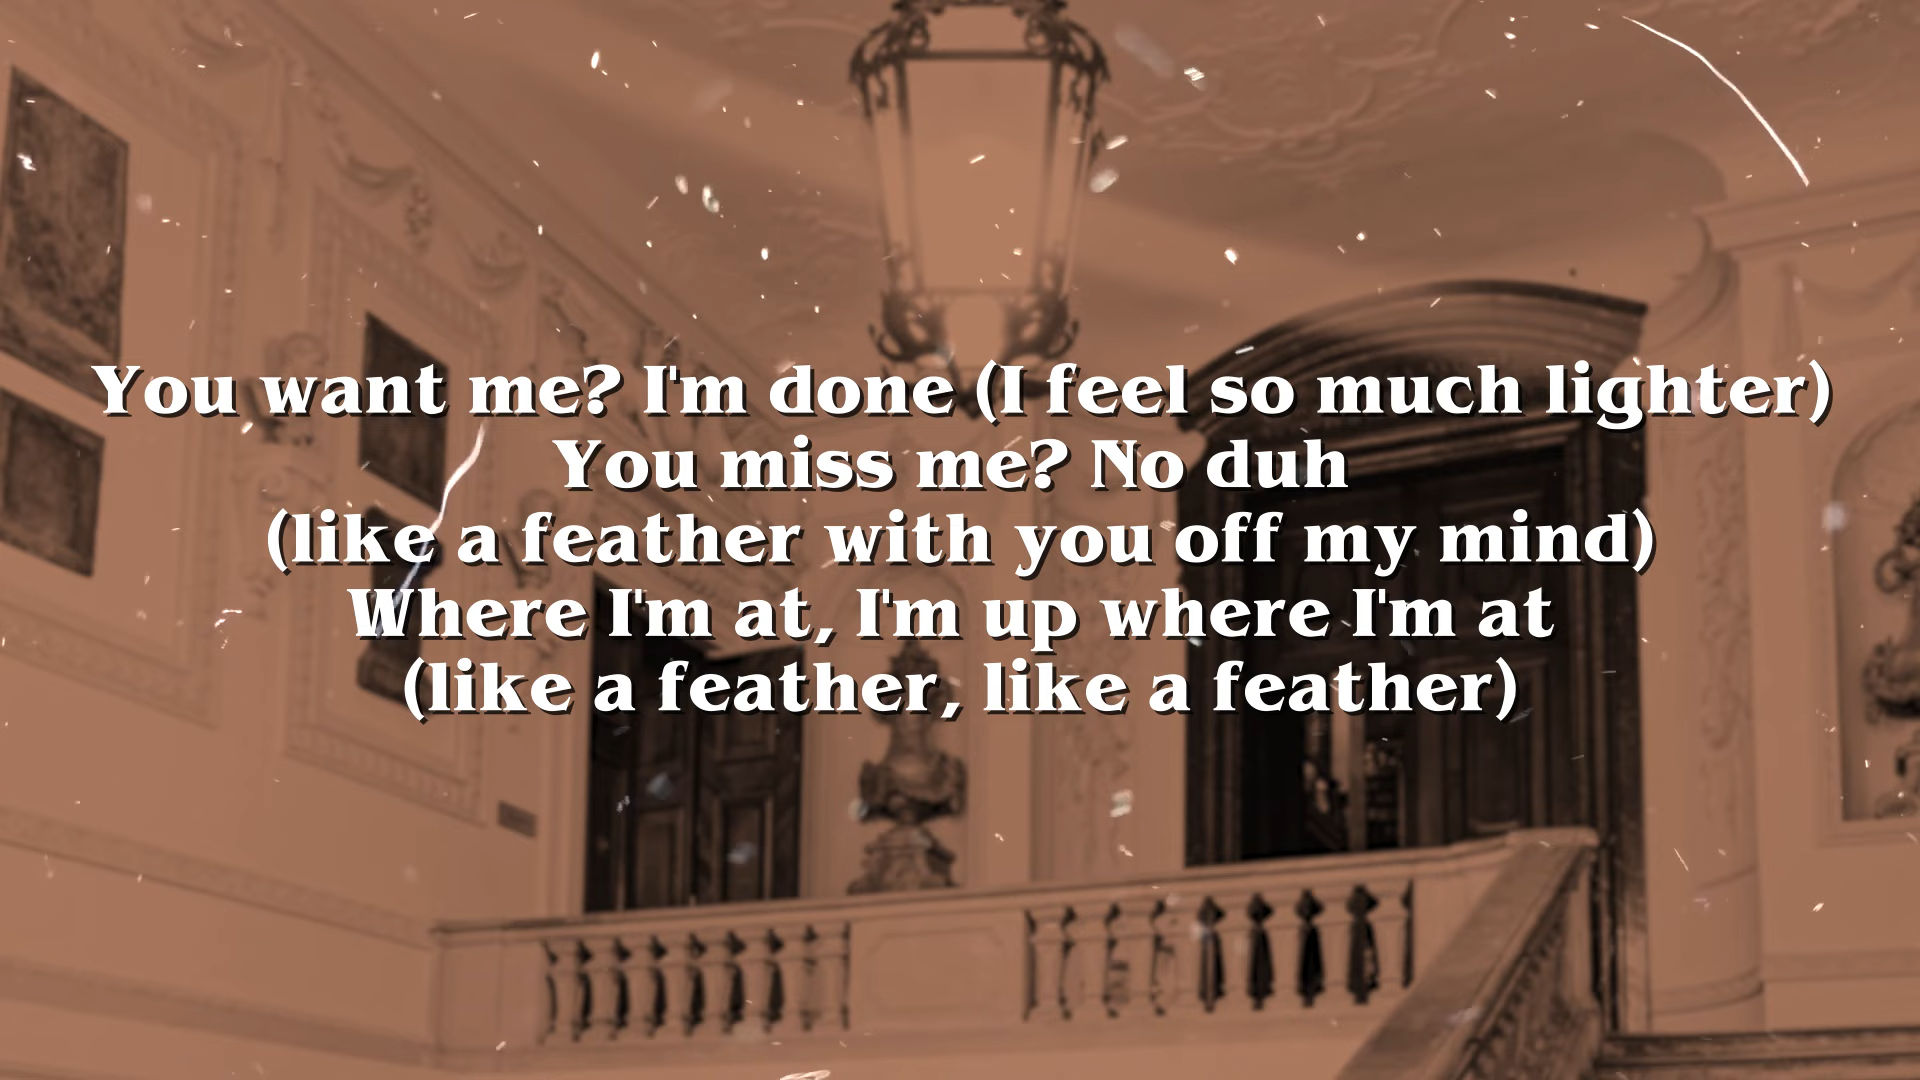 You want me? I'm done (I feel so much lighter)
You miss me? No duh
(like a feather with you off my mind)
Where I'm at, I'm up where I'm at
(like a feather, like a feather)